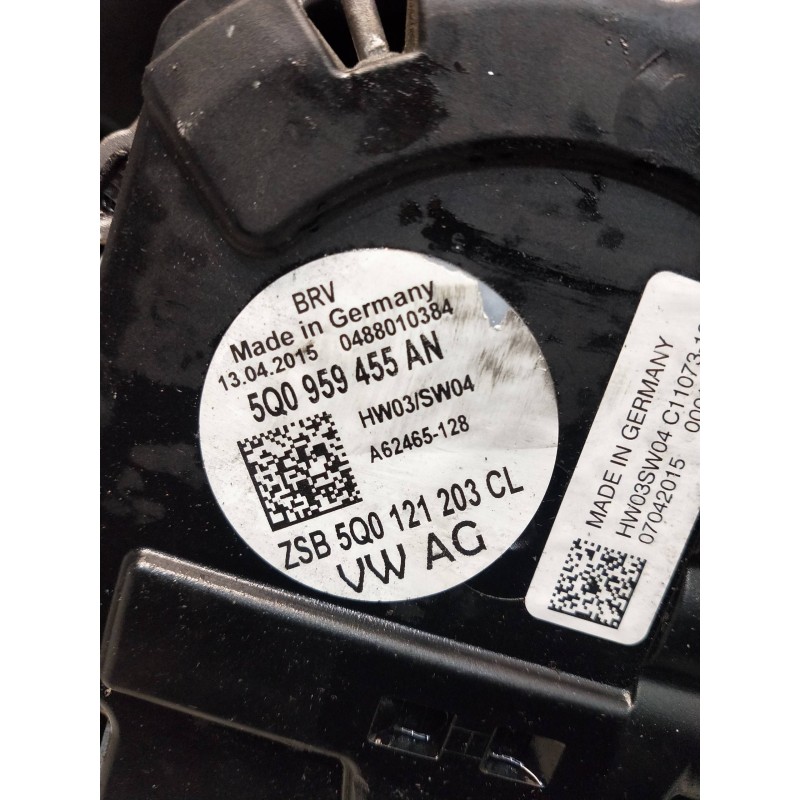 BRV
Made in Germany
13.04.2015 0488010384
5Q0 959 455 AN
HW03/SW04
A62465-128
ZSB 5Q0 121 203 CL
VW AG
MADE IN GERMANY
HW03SW04 C11073
07042015